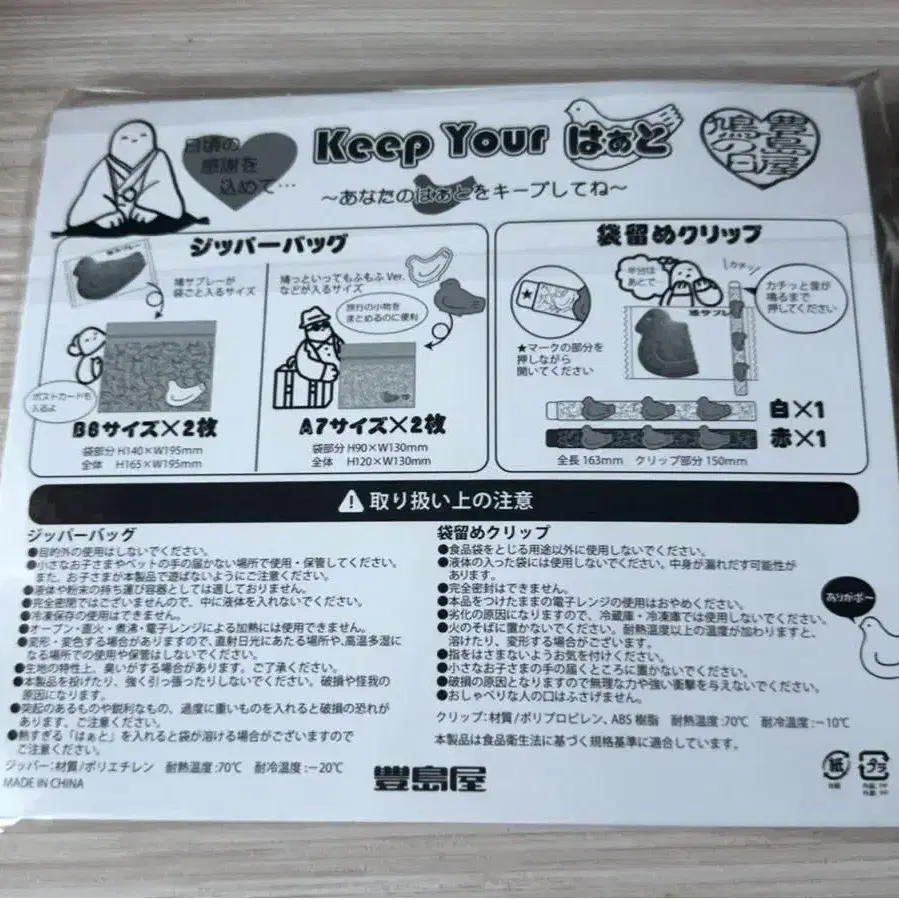 日頃の
感謝を
込めて…
Keep Your はぁと
～あなたのはぁとをキープしてね～
豊島屋
鳩の日
ジッパーバッグ
鳩サブレーが
袋ごと入るサイズ
ポストカードも
入るよ
B6サイズ×2枚
袋部分 H140×W195mm
全体 H165×W195mm
鳩っといってもふもふ Ver.
などが入るサイズ
旅行の小物を
まとめるのに便利
A7サイズ×2枚
袋部分 H90×W130mm
全体 H120×W130mm
袋留めクリップ
★
★マークの部分を
押しながら
開いてください
半分は
あとで
カチッ
カチッと音が
鳴るまで
押してください
白×1
赤×1
全長 163mm クリップ部分 150mm
取り扱い上の注意
ジッパーバッグ
●目的外の使用はしないでください。
●小さなお子さまやペットの手の届かない場所で使用・保管してください。
また、お子さまが本製品で遊ばないようにご注意ください。
●液体や粉末の持ち運び容器としては適しておりません。
●完全密閉ではございませんので、中に液体を入れないでください。
●冷凍保存の使用はできません。
●オーブン・直火・煮沸・電子レンジによる加熱には使用できません。
●変形・変色する場合がありますので、直射日光にあたる場所や、高温多湿に
なる場所での使用や保管はしないでください。
●生地の特性上、臭いがする場合があります。ご了承ください。
●本製品を投げたり、強く引っ張ったりしないでください。破損や怪我の
原因になります。
●突起のあるものや鋭利なもの、過度に重いものを入れると破損の恐れが
あります。ご注意ください。
●熱すぎる「はぁと」を入れると袋が溶ける場合がございますので
ご注意ください。
ジッパー：材質/ポリエチレン 耐熱温度：70℃ 耐冷温度：－20℃
MADE IN CHINA
袋留めクリップ
●食品袋をとじる用途以外に使用しないでください。
●液体の入った袋には使用しないでください。中身が漏れだす可能性が
あります。
●完全密封はできません。
●本品をつけたままの電子レンジの使用はおやめください。
●劣化の原因になりますので、冷蔵庫・冷凍庫では使用しないでください。
●火のそばに置かないでください。耐熱温度以上の温度が加わりますと、
溶けたり、変形する場合がございます。
●指をはさまないようお気を付けください。
●小さなお子さまの手の届くところに置かないでください。
●破損の原因となりますので無理な力や強い衝撃を与えないでください。
●おしゃべりな人の口はふさげません。
クリップ：材質/ポリプロピレン、ABS 樹脂 耐熱温度：70℃ 耐冷温度：－10℃
本製品は食品衛生法に基づく規格基準に適合しています。
ありがポー
豊島屋
紙
プラ